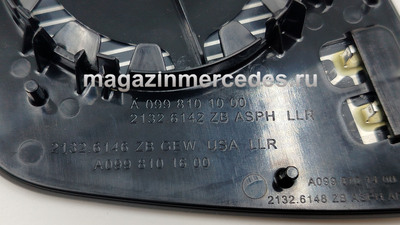 magazinmercedes.ru
A 099 810 10 00
2132.6142 ZB ASPH LLR
2132.6146 ZB GEW USA LLR
A099 810 16 00
2132.6148 ZB ASPH